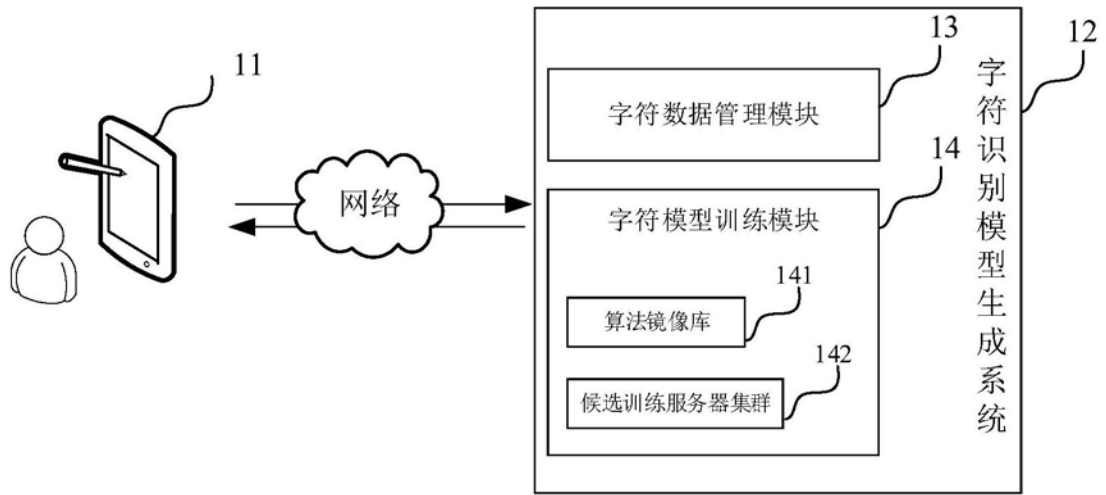 11
网络
12
13
字符数据管理模块
14
字符模型训练模块
141
算法镜像库
142
候选训练服务器集群
字符识别模型生成系统